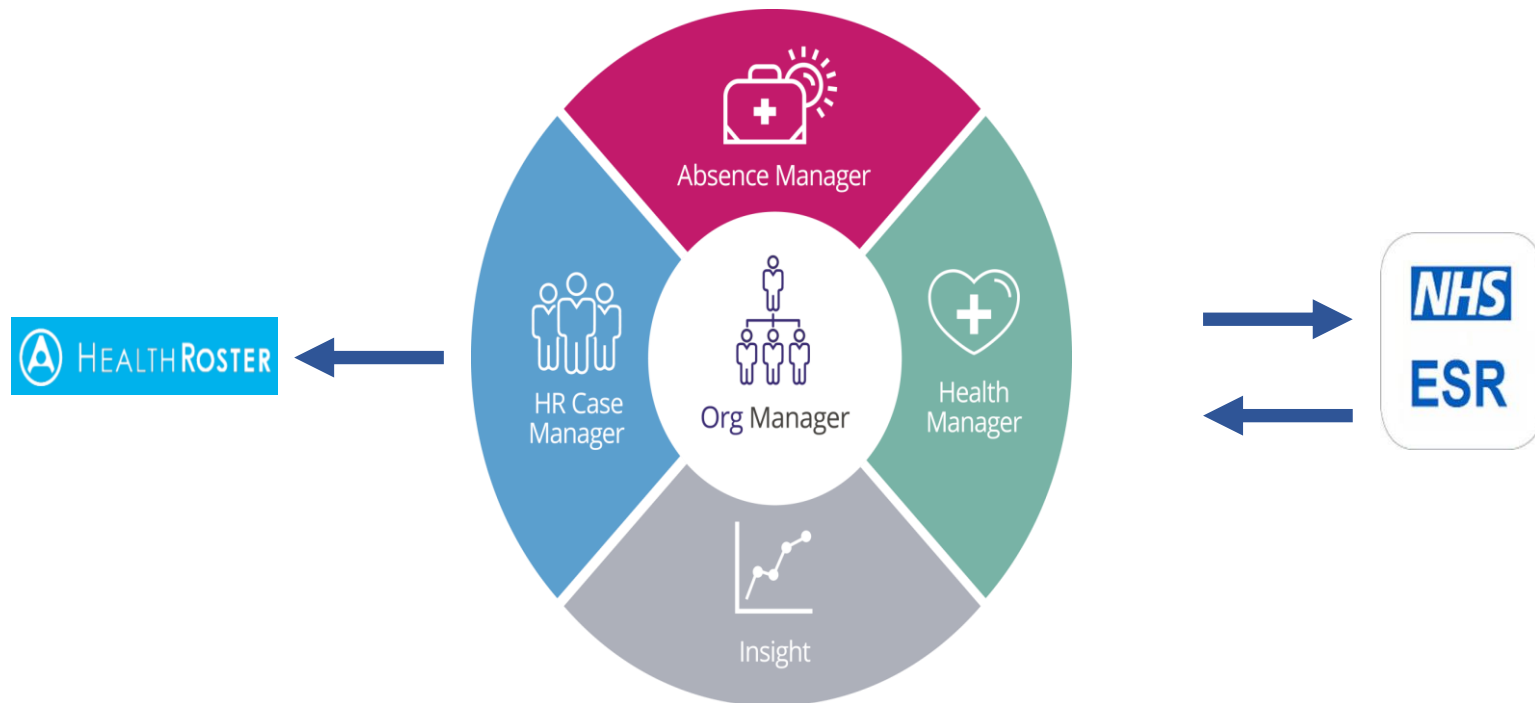 Absence Manager
HEALTHROSTER
HR Case
Manager
Org Manager
Health
Manager
Insight
NHS
ESR